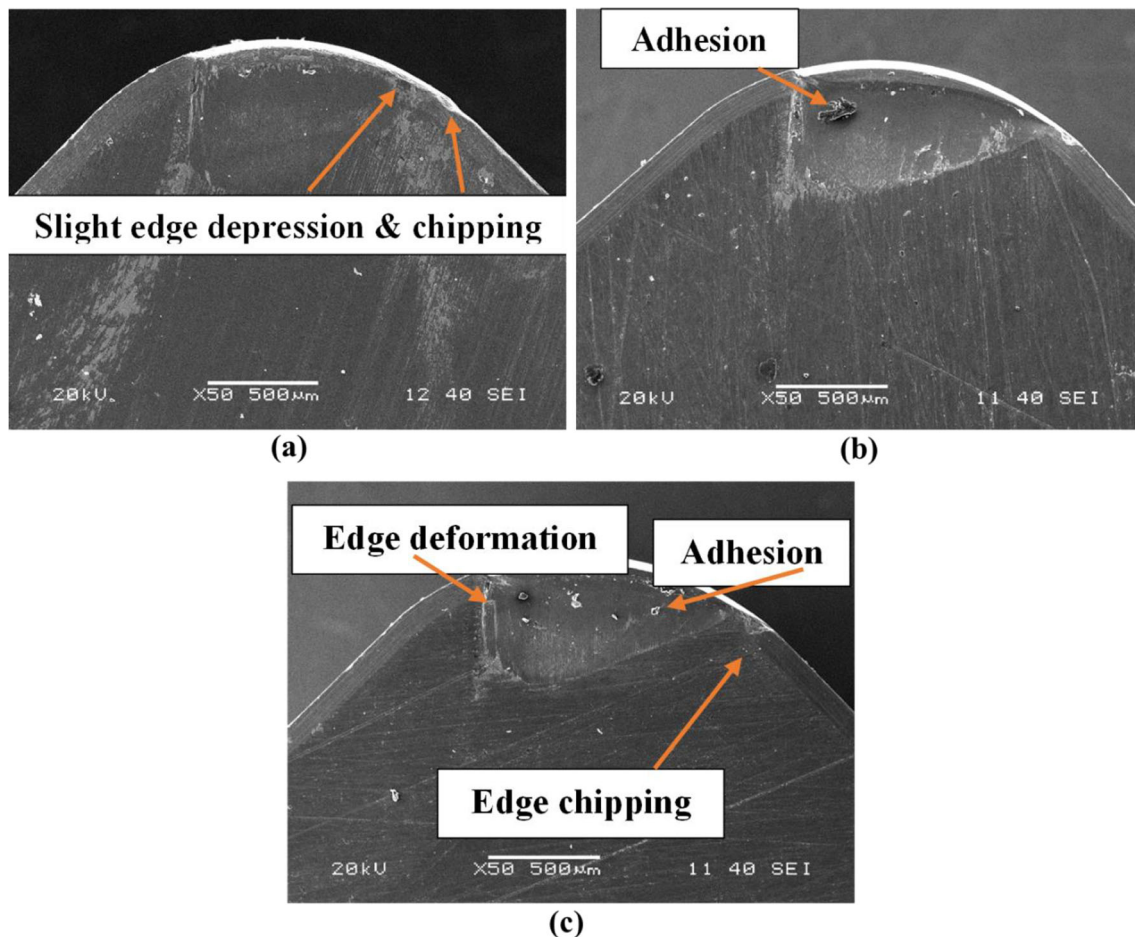 Slight edge depression & chipping
20kV
X50 500µm
12 40 SEI
(a)
Adhesion
20kV
X50 500µm
11 40 SEI
(b)
Edge deformation
Adhesion
Edge chipping
20kV
X50 500µm
11 40 SEI
(c)